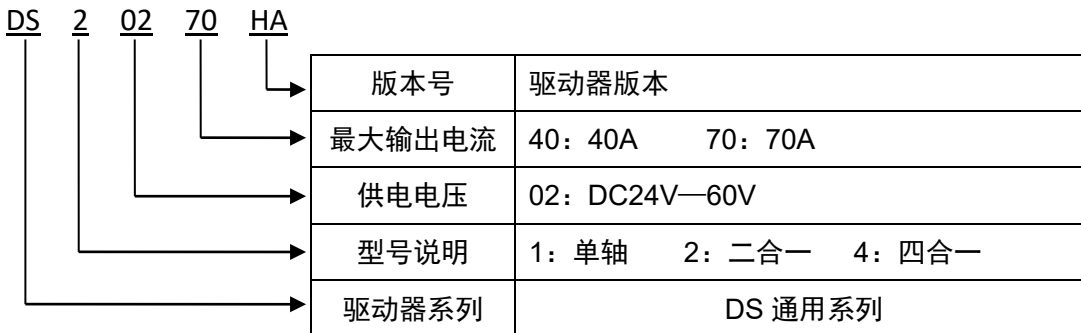 DS 2 02 70 HA
版本号 驱动器版本
最大输出电流 40：40A 70：70A
供电电压 02：DC24V—60V
型号说明 1：单轴 2：二合一 4：四合一
驱动器系列 DS 通用系列